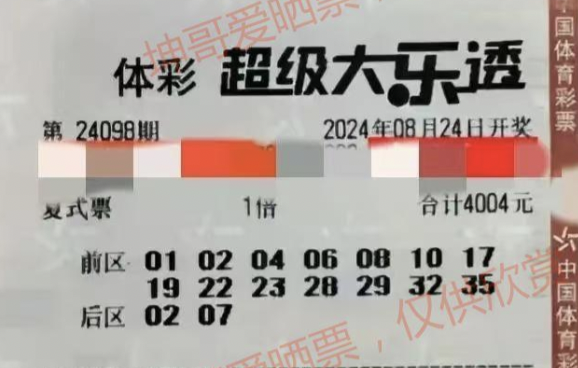 坤哥爱晒票
体彩 超级大乐透
第 24098期 2024年08月24日开奖
复式票 1倍 合计4004元
前区 01 02 04 06 08 10 17
19 22 23 28 29 32 35
后区 02 07
坤哥爱晒票，仅供欣赏
中国体育彩票
中国体育彩